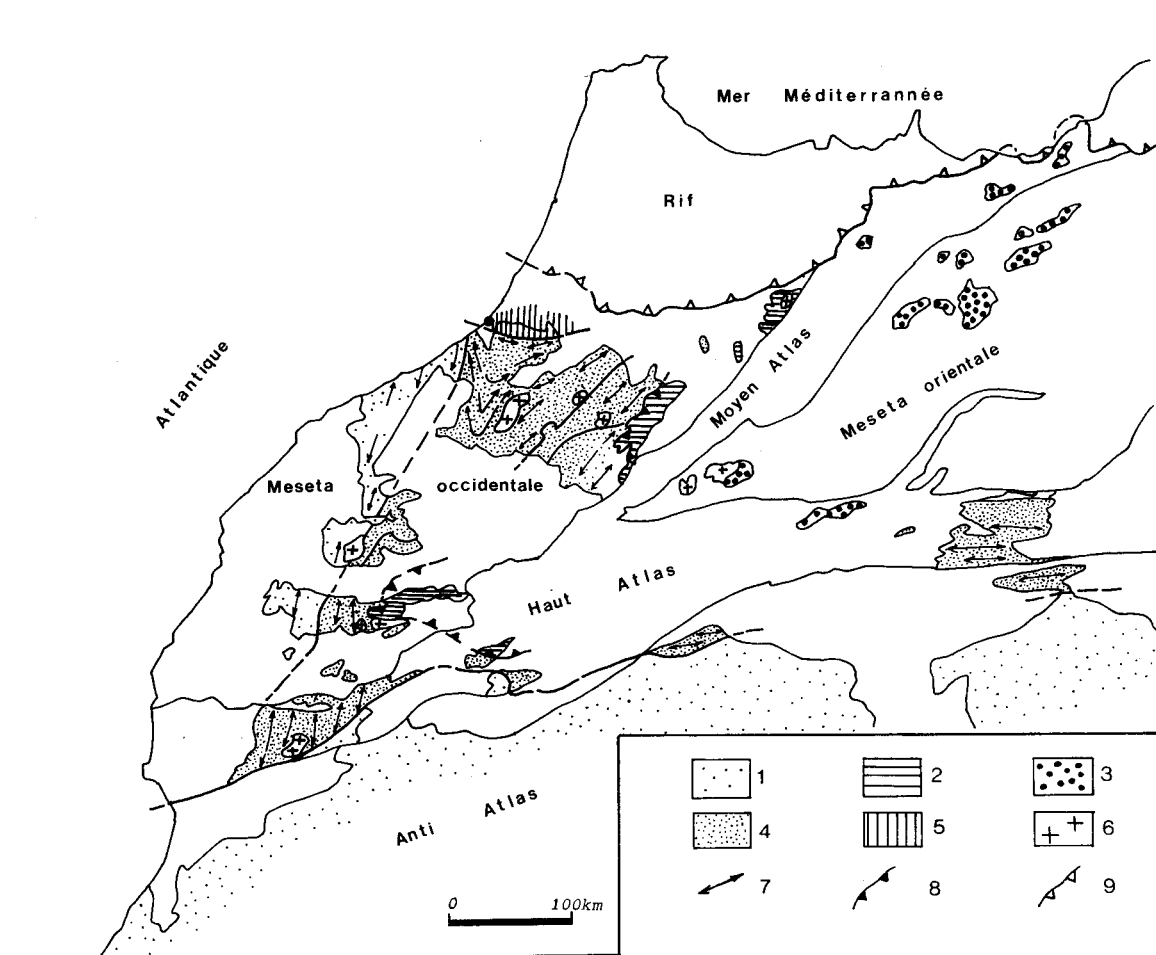 Mer Méditerrannée
Rif
Atlantique
Moyen Atlas
Meseta orientale
Meseta occidentale
Haut Atlas
Anti Atlas
0 100km
1 2 3
4 5 6
7 8 9